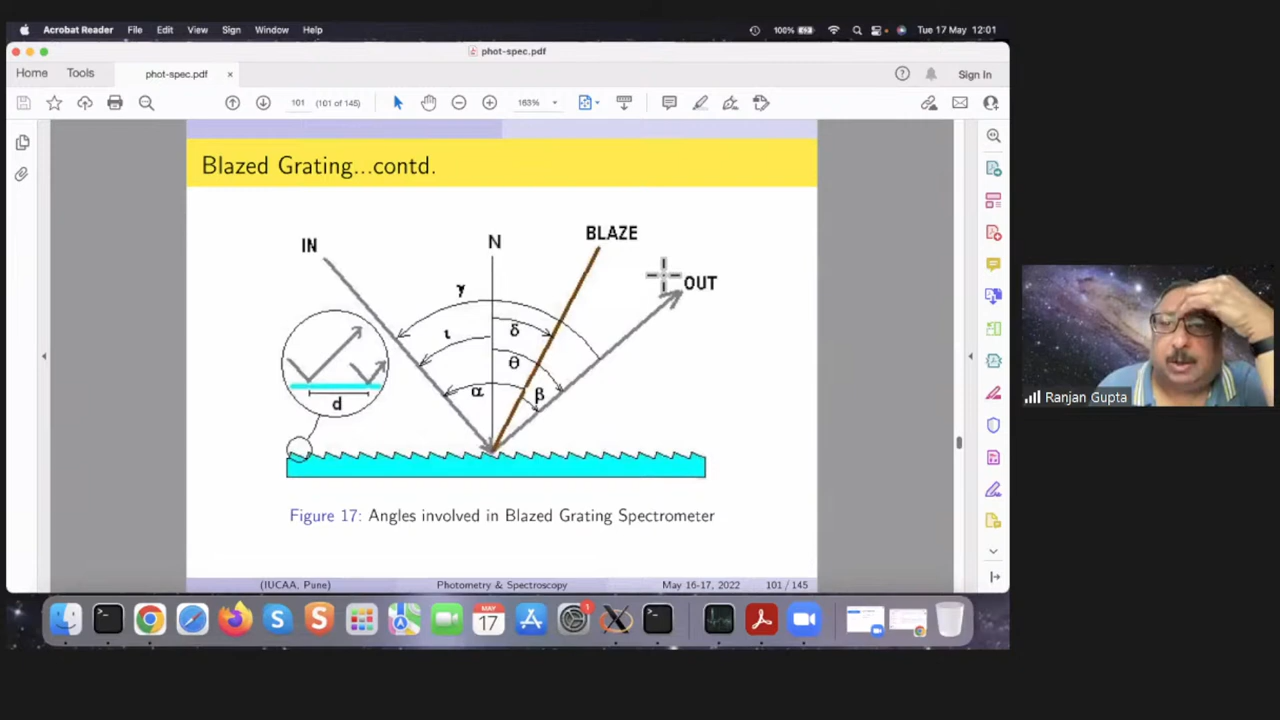 Acrobat Reader File Edit View Sign Window Help 100% Tue 17 May 12:01
phot-spec.pdf
Home Tools phot-spec.pdf × Sign In
101 (101 of 145) 163%
Blazed Grating...contd.
IN N BLAZE
OUT
γ
ι δ
θ
α β
d
Figure 17: Angles involved in Blazed Grating Spectrometer
Ranjan Gupta
(IUCAA, Pune) Photometry & Spectroscopy May 16-17, 2022 101 / 145
MAY
17
1